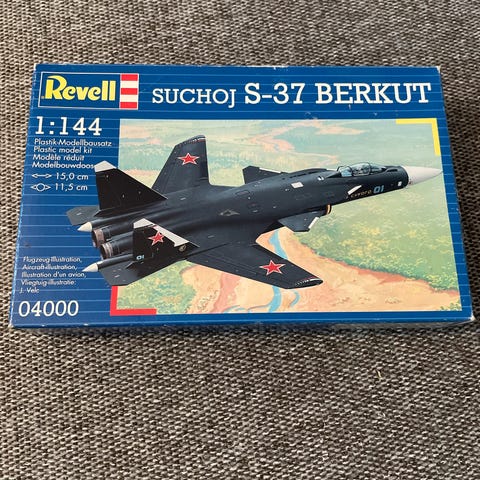 Revell
SUCHOJ S-37 BERKUT
1:144
Plastik-Modellbausatz
Plastic model kit
Modèle réduit
Modelbouwdoos
15,0 cm
11,5 cm
01
01
Flugzeug-Illustration,
Aircraft-illustration,
Illustration d'un avion,
Vliegtuig-illustratie:
J. Velc
04000